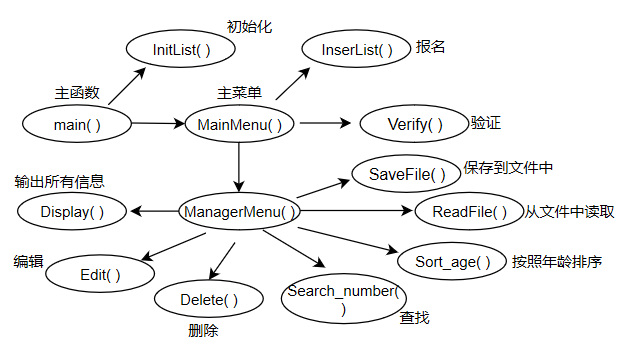 初始化
InitList( )
InserList( )
报名
主函数
主菜单
main( )
MainMenu( )
Verify( )
验证
SaveFile( )
保存到文件中
输出所有信息
Display( )
ManagerMenu( )
ReadFile( )
从文件中读取
编辑
Edit( )
Sort_age( )
按照年龄排序
Delete( )
删除
Search_number(
)
查找